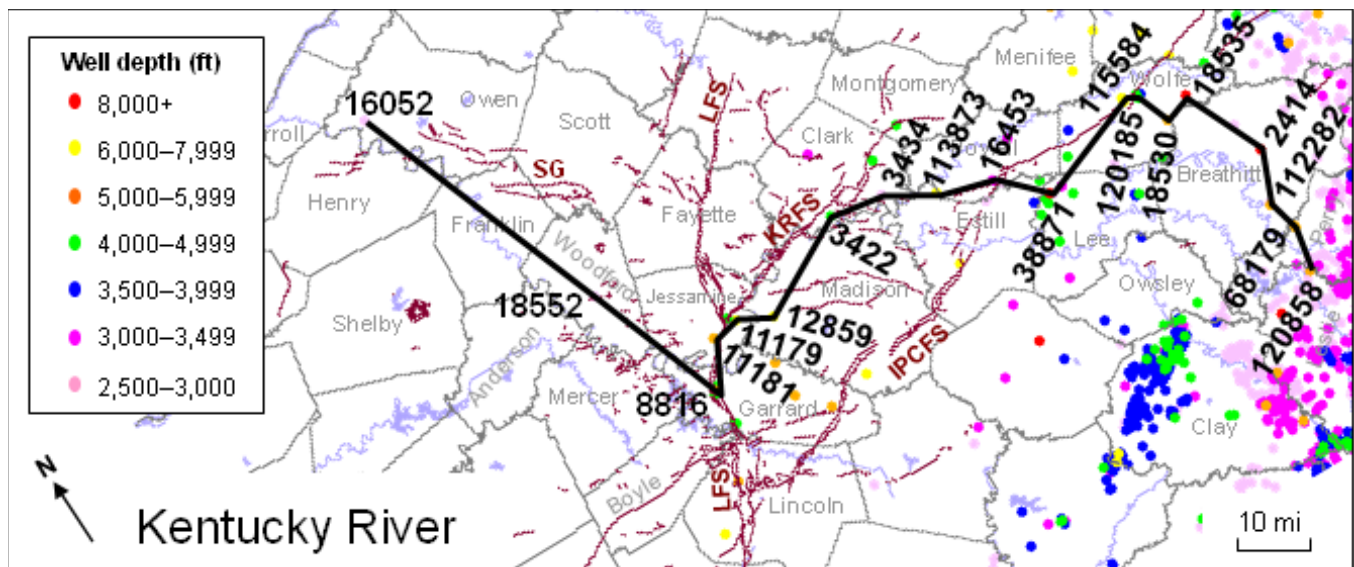 Well depth (ft)
8,000+
6,000–7,999
5,000–5,999
4,000–4,999
3,500–3,999
3,000–3,499
2,500–3,000
16052
Owen
Scott
LFS
Montgomery
Menifee
115584
Wolfe
18535
rroll
Clark
3434
113873
16453
2414
112282
SG
Henry
Franklin
Fayette
KRFS
Estill
120185
18530
Breathitt
Perry
Woodford
3422
38871
Lee
Jessamine
Madison
Owsley
68179
18552
Shelby
Anderson
12859
11179
11181
IPCFS
120858
Mercer
8816
Garrard
Clay
Boyle
LFS
Lincoln
N
Kentucky River
10 mi